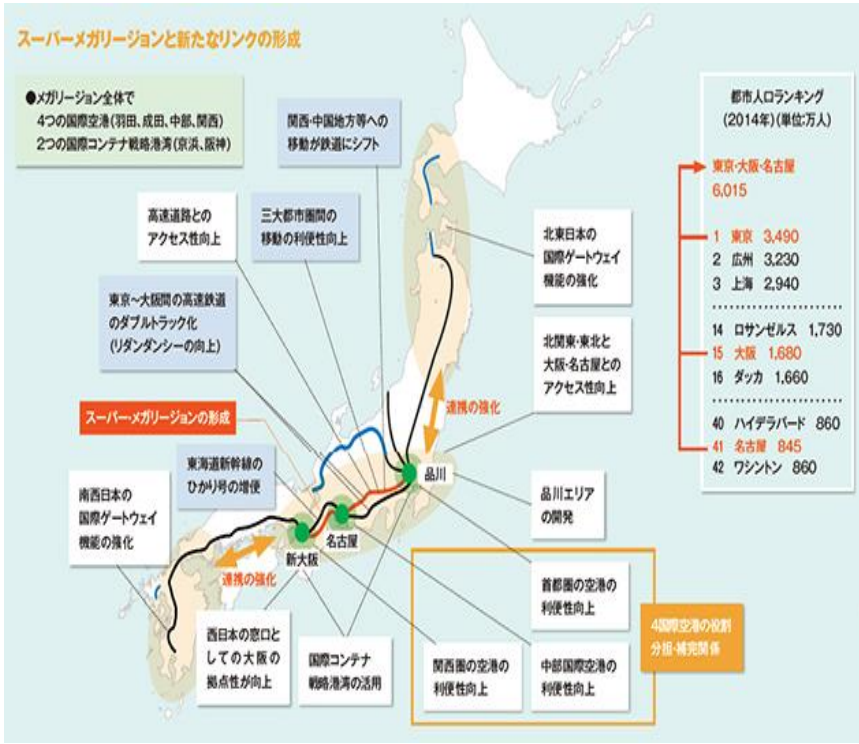 スーパーメガリージョンと新たなリンクの形成
●メガリージョン全体で
4つの国際空港(羽田、成田、中部、関西)
2つの国際コンテナ戦略港湾(京浜、阪神)
関西・中国地方等への
移動が鉄道にシフト
高速道路との
アクセス性向上
三大都市圏間の
移動の利便性向上
東京～大阪間の高速鉄道
のダブルトラック化
(リダンダンシーの向上)
スーパー・メガリージョンの形成
東海道新幹線の
ひかり号の増便
南西日本の
国際ゲートウェイ
機能の強化
北東日本の
国際ゲートウェイ
機能の強化
北関東・東北と
大阪・名古屋との
アクセス性向上
連携の強化
品川
名古屋
新大阪
連携の強化
品川エリア
の開発
西日本の窓口と
しての大阪の
拠点性が向上
国際コンテナ
戦略港湾の活用
関西圏の空港の
利便性向上
首都圏の空港の
利便性向上
中部国際空港の
利便性向上
4国際空港の役割
分担・補完関係
都市人口ランキング
(2014年)(単位:万人)
東京・大阪・名古屋
6,015
1 東京 3,490
2 広州 3,230
3 上海 2,940
14 ロサンゼルス 1,730
15 大阪 1,680
16 ダッカ 1,660
40 ハイデラバード 860
41 名古屋 845
42 ワシントン 860